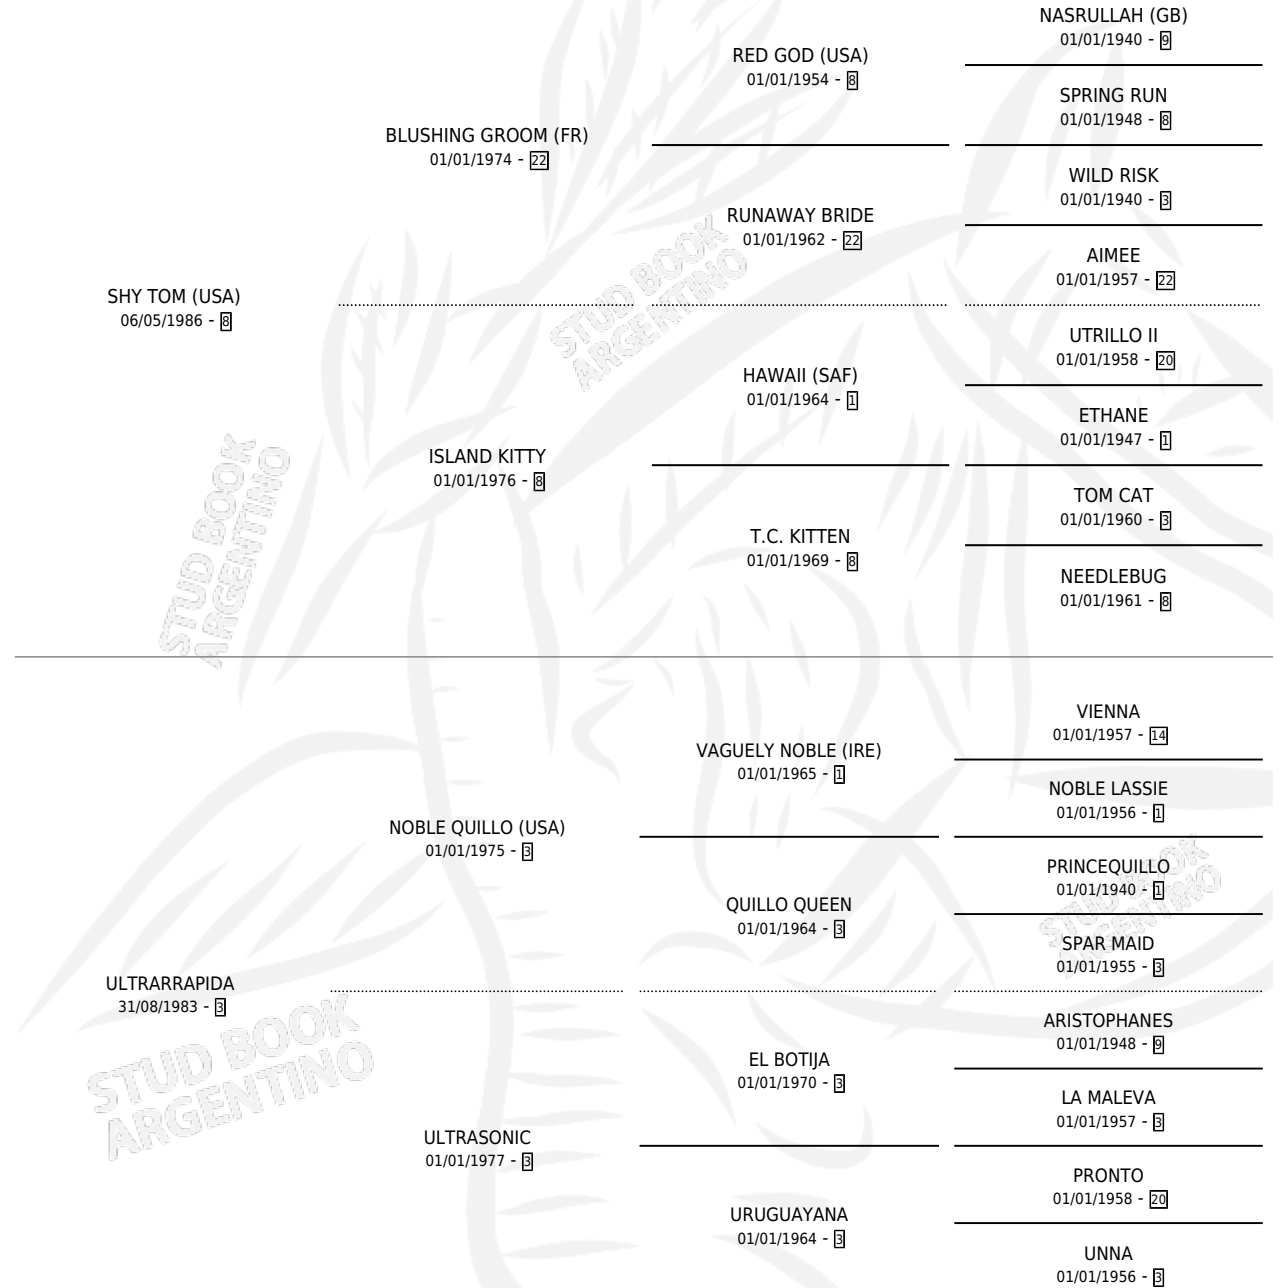 NASRULLAH (GB)
01/01/1940 - 9
RED GOD (USA)
01/01/1954 - 8
SPRING RUN
01/01/1948 - 8
BLUSHING GROOM (FR)
01/01/1974 - 22
WILD RISK
01/01/1940 - 3
RUNAWAY BRIDE
01/01/1962 - 22
AIMEE
01/01/1957 - 22
SHY TOM (USA)
06/05/1986 - 8
UTRILLO II
01/01/1958 - 20
HAWAII (SAF)
01/01/1964 - 1
ETHANE
01/01/1947 - 1
ISLAND KITTY
01/01/1976 - 8
TOM CAT
01/01/1960 - 3
T.C. KITTEN
01/01/1969 - 8
NEEDLEBUG
01/01/1961 - 8
VIENNA
01/01/1957 - 14
VAGUELY NOBLE (IRE)
01/01/1965 - 1
NOBLE LASSIE
01/01/1956 - 1
NOBLE QUILLO (USA)
01/01/1975 - 3
PRINCEQUILLO
01/01/1940 - 1
QUILLO QUEEN
01/01/1964 - 3
SPAR MAID
01/01/1955 - 3
ULTRARRAPIDA
31/08/1983 - 3
ARISTOPHANES
01/01/1948 - 9
EL BOTIJA
01/01/1970 - 3
LA MALEVA
01/01/1957 - 3
ULTRASONIC
01/01/1977 - 3
PRONTO
01/01/1958 - 20
URUGUAYANA
01/01/1964 - 3
UNNA
01/01/1956 - 3
STUD BOOK
ARGENTINO
STUD BOOK
ARGENTINO
STUD BOOK
ARGENTINO
STUD BOOK
ARGENTINO